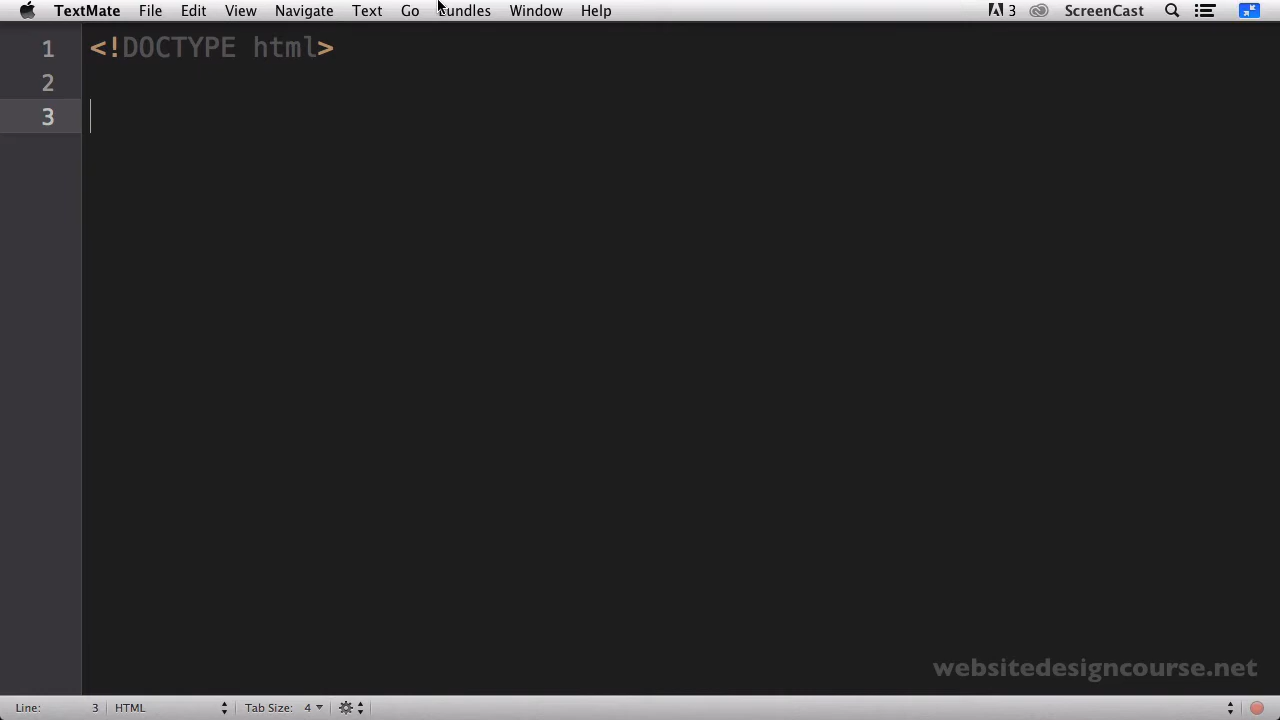 TextMate File Edit View Navigate Text Go Bundles Window Help 3 ScreenCast
1 <!DOCTYPE html>
2
3
websitedesigncourse.net
Line: 3 HTML Tab Size: 4